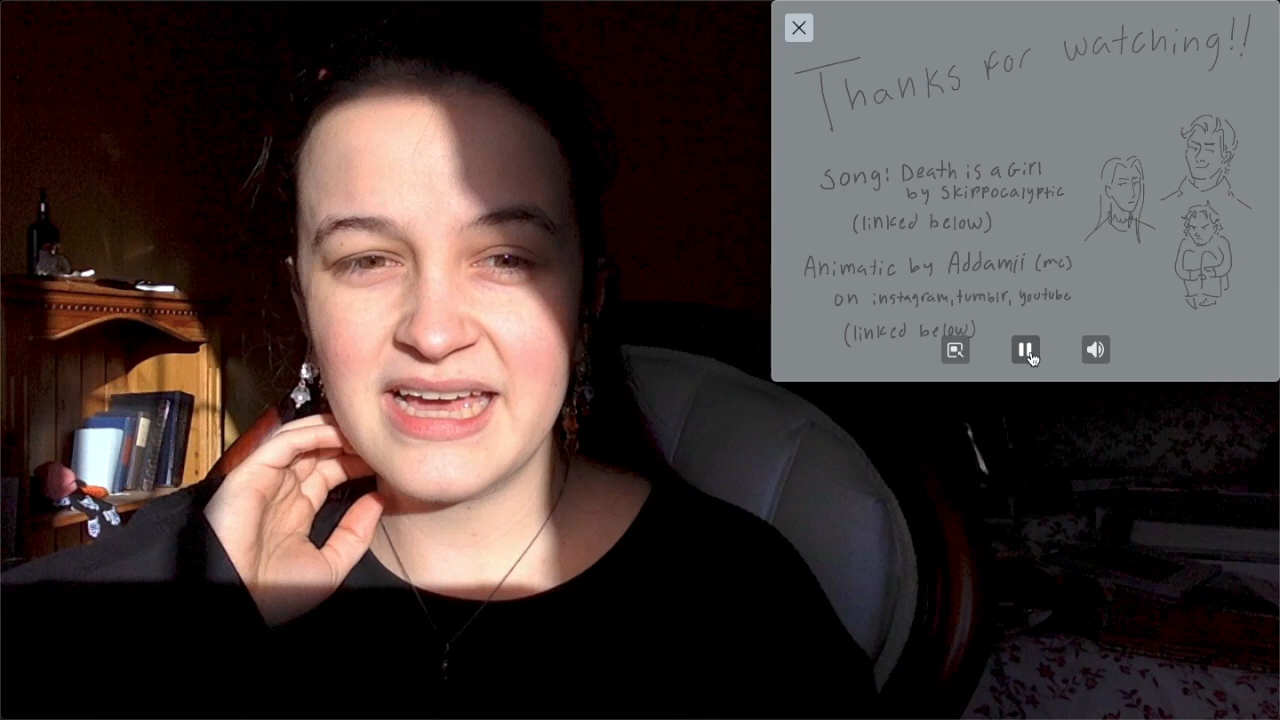 Thanks for watching!!
Song: Death is a Girl
by Skippocalyptic
(linked below)
Animatic by Addamii (me)
on instagram, tumblr, youtube
(linked below)